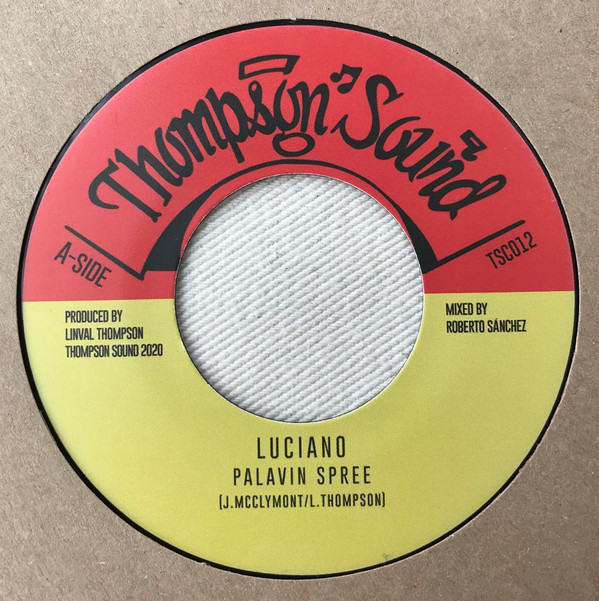 Thompson Sound
A-SIDE
TSC012
PRODUCED BY
LINVAL THOMPSON
THOMPSON SOUND 2020
MIXED BY
ROBERTO SÁNCHEZ
LUCIANO
PALAVIN SPREE
(J.MCCLYMONT/L.THOMPSON)